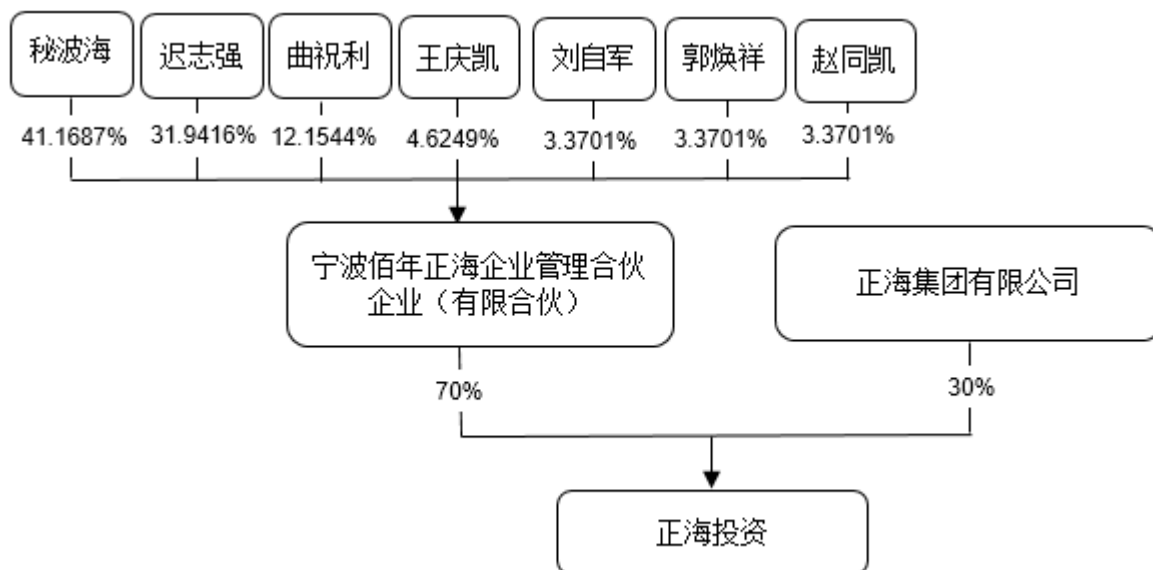 秘波海
迟志强
曲祝利
王庆凯
刘自军
郭焕祥
赵同凯
41.1687%
31.9416%
12.1544%
4.6249%
3.3701%
3.3701%
3.3701%
宁波佰年正海企业管理合伙
企业（有限合伙）
正海集团有限公司
70%
30%
正海投资